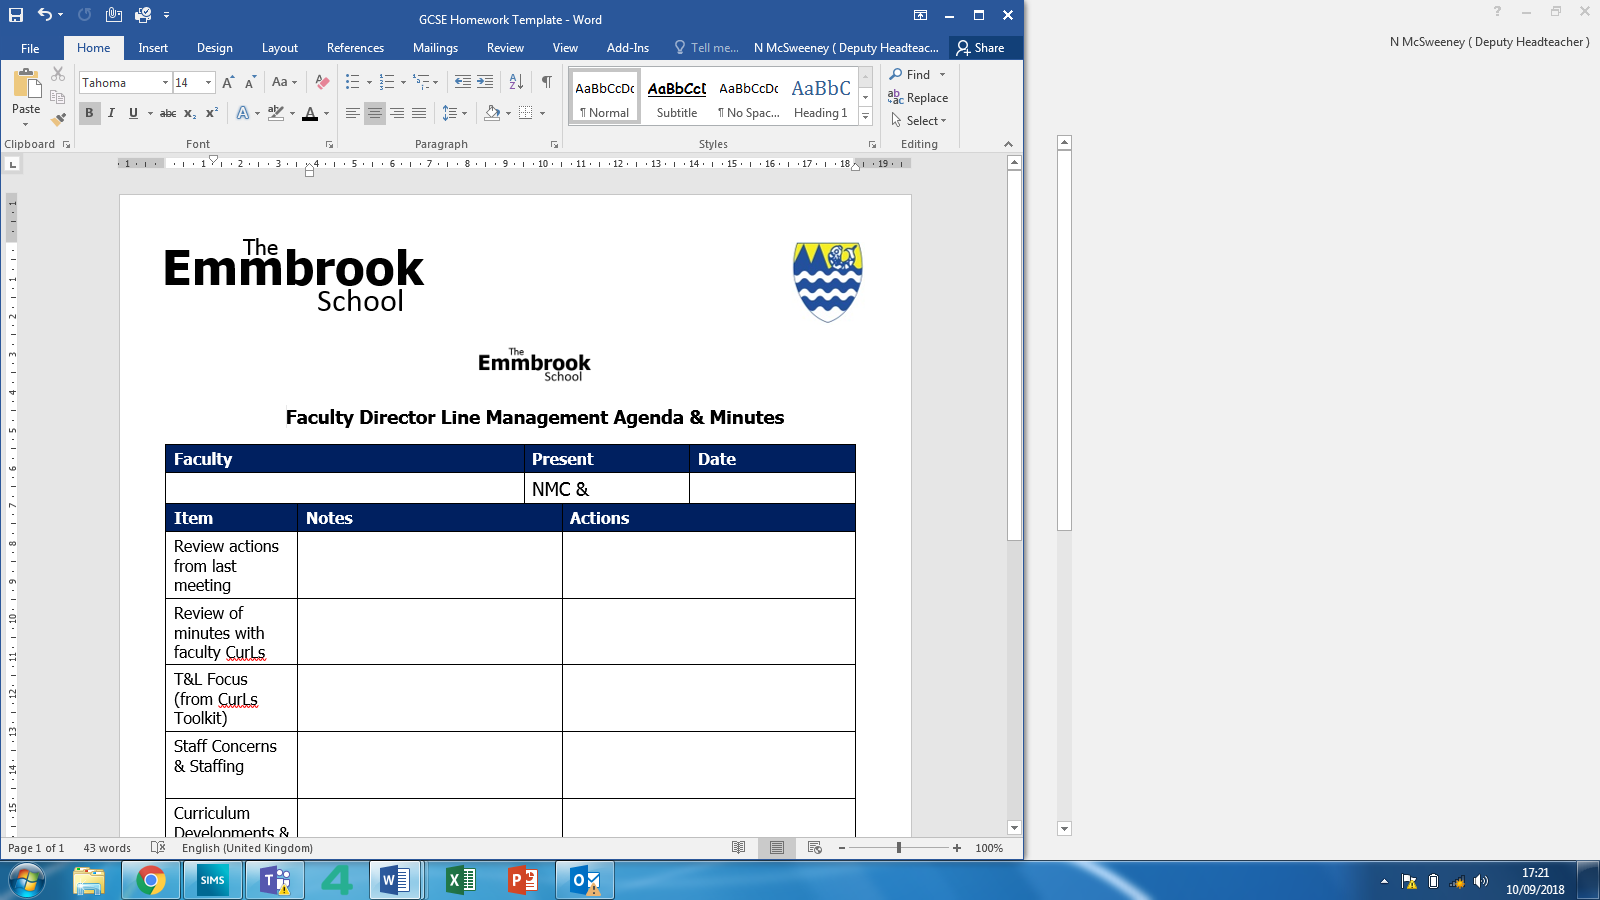 GCSE Homework Template - Word
File Home Insert Design Layout References Mailings Review View Add-Ins Tell me... N McSweeney ( Deputy Headteac... Share
N McSweeney ( Deputy Headteacher )
Paste
Clipboard
Tahoma 14
Font
Paragraph
AaBbCcDc AaBbCcI AaBbCcDc AaBbC
¶ Normal Subtitle ¶ No Spac... Heading 1
Styles
Find
Replace
Select
Editing
The
Emmbrook
School
The
Emmbrook
School
Faculty Director Line Management Agenda & Minutes
Faculty Present Date
NMC &
Item Notes Actions
Review actions
from last
meeting
Review of
minutes with
faculty CurLs
T&L Focus
(from CurLs
Toolkit)
Staff Concerns
& Staffing
Curriculum
Developments &
Page 1 of 1 43 words English (United Kingdom) 100%
SIMS
17:21
10/09/2018